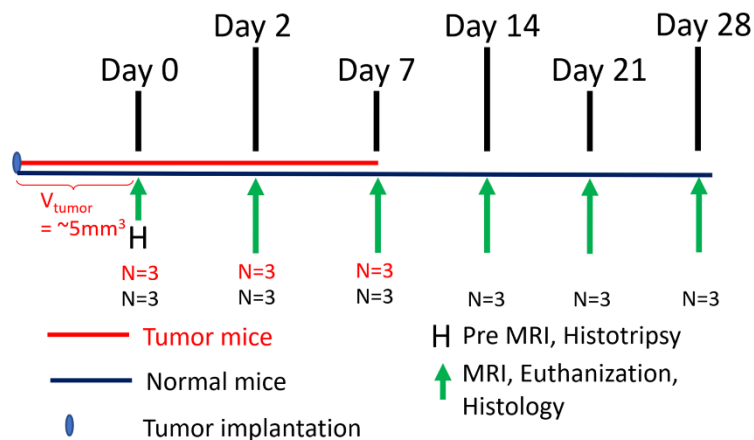 Day 0
Day 2
Day 7
Day 14
Day 21
Day 28
V_tumor
= ~5mm³
H
N=3 N=3 N=3
N=3 N=3 N=3 N=3 N=3 N=3
Tumor mice
Normal mice
Tumor implantation
H Pre MRI, Histotripsy
MRI, Euthanization,
Histology